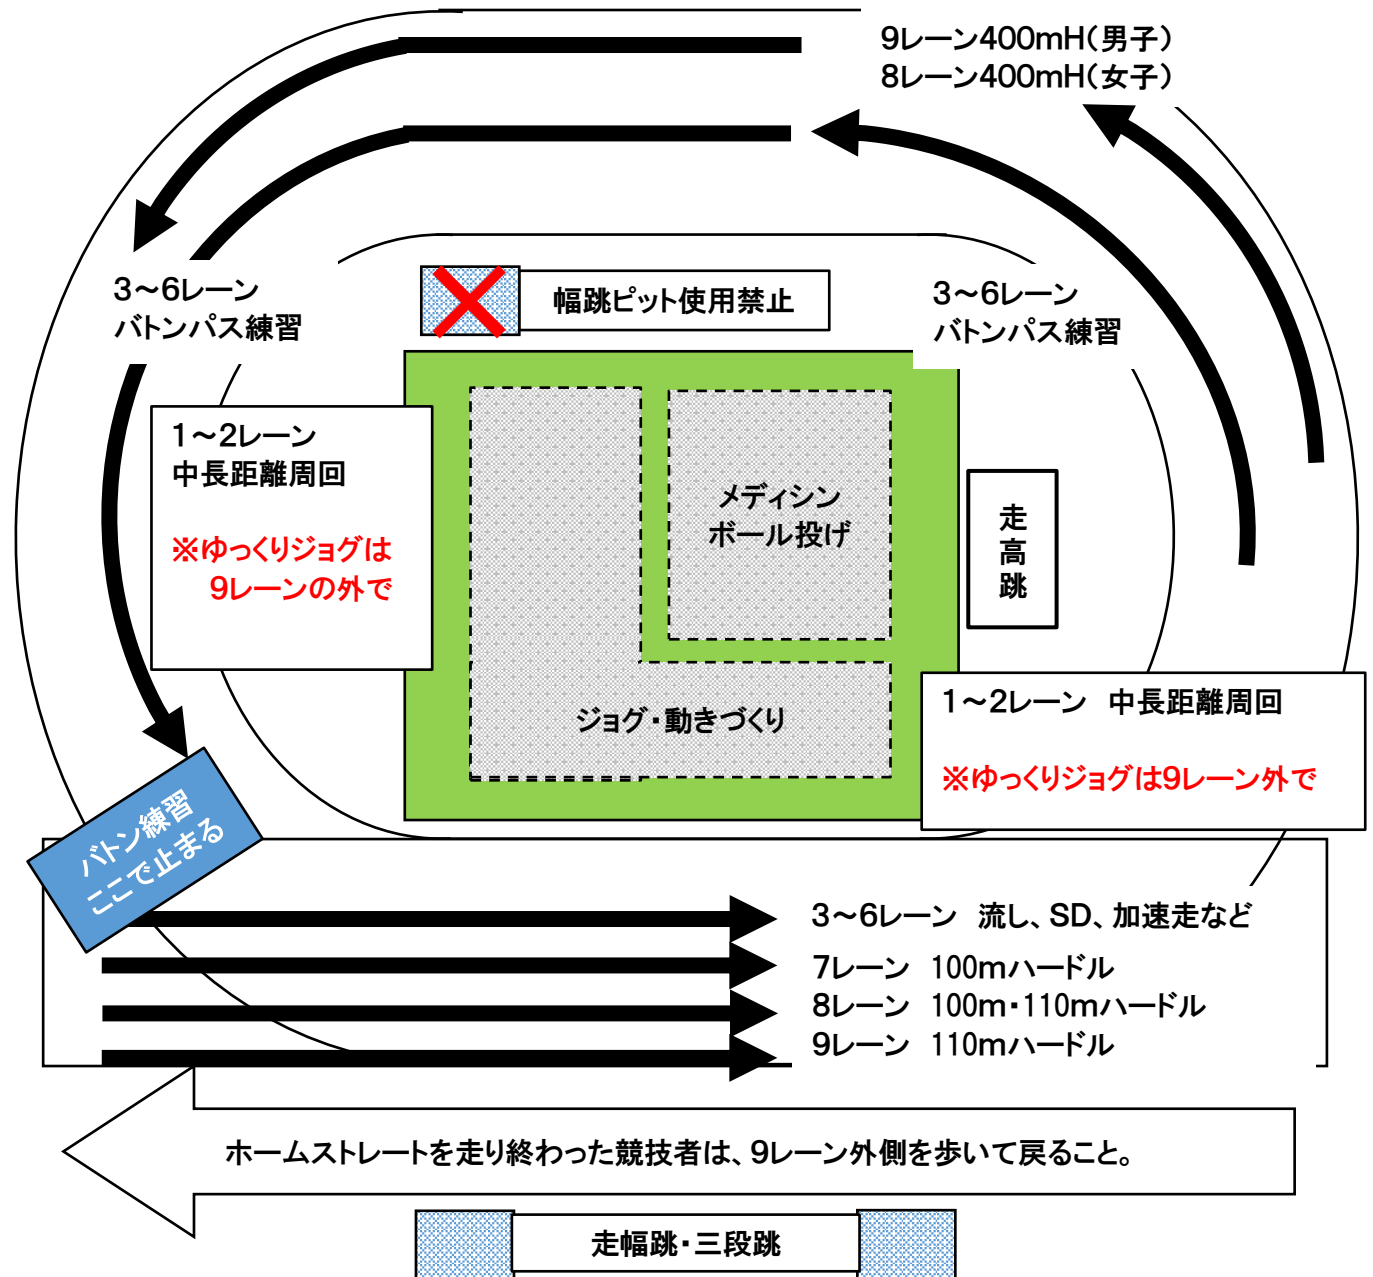 9レーン400mH(男子)
8レーン400mH(女子)
3～6レーン
バトンパス練習
幅跳ピット使用禁止
3～6レーン
バトンパス練習
1～2レーン
中長距離周回
※ゆっくりジョグは
9レーンの外で
メディシン
ボール投げ
走高跳
ジョグ・動きづくり
1～2レーン　中長距離周回
※ゆっくりジョグは9レーン外で
バトン練習
ここで止まる
3～6レーン　流し、SD、加速走など
7レーン　100mハードル
8レーン　100m・110mハードル
9レーン　110mハードル
ホームストレートを走り終わった競技者は、9レーン外側を歩いて戻ること。
走幅跳・三段跳